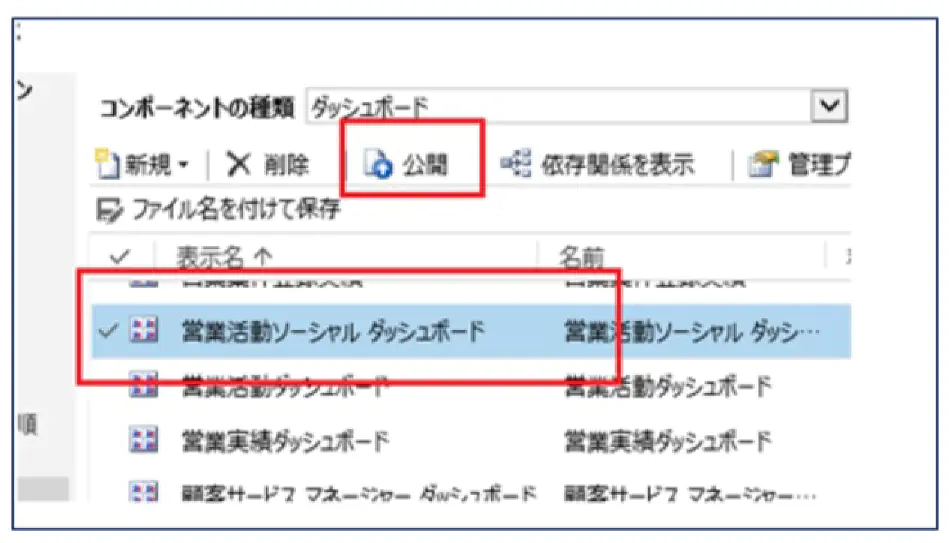 ン
コンポーネントの種類 ダッシュボード
新規 削除 公開 依存関係を表示 管理プ
ファイル名を付けて保存
表示名 名前
営業活動ソーシャル ダッシュボード 営業活動ソーシャル ダッシ…
営業活動ダッシュボード 営業活動ダッシュボード
営業実績ダッシュボード 営業実績ダッシュボード
順
顧客サービス マネージャー ダッシュボード 顧客サービス マネージャー…